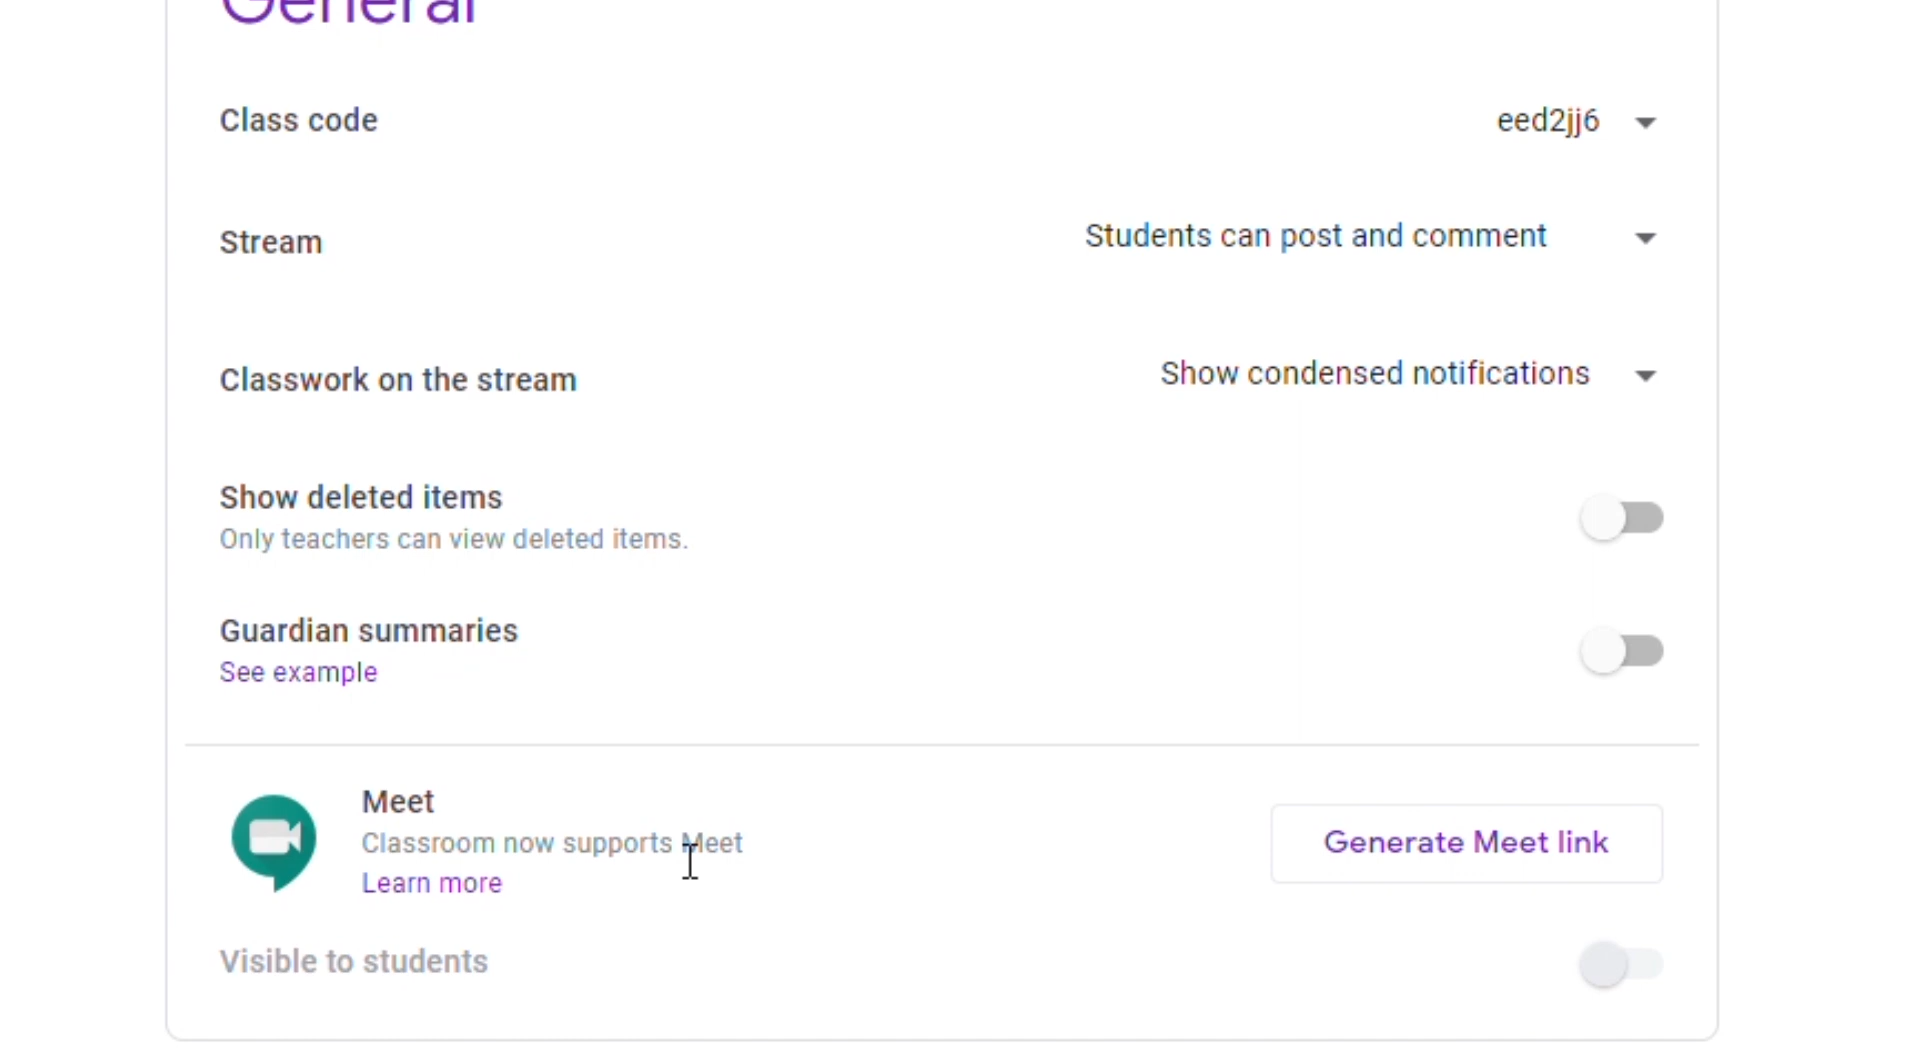 General
Class code
eed2jj6
Stream
Students can post and comment
Classwork on the stream
Show condensed notifications
Show deleted items
Only teachers can view deleted items.
Guardian summaries
See example
Meet
Classroom now supports Meet
Learn more
Generate Meet link
Visible to students